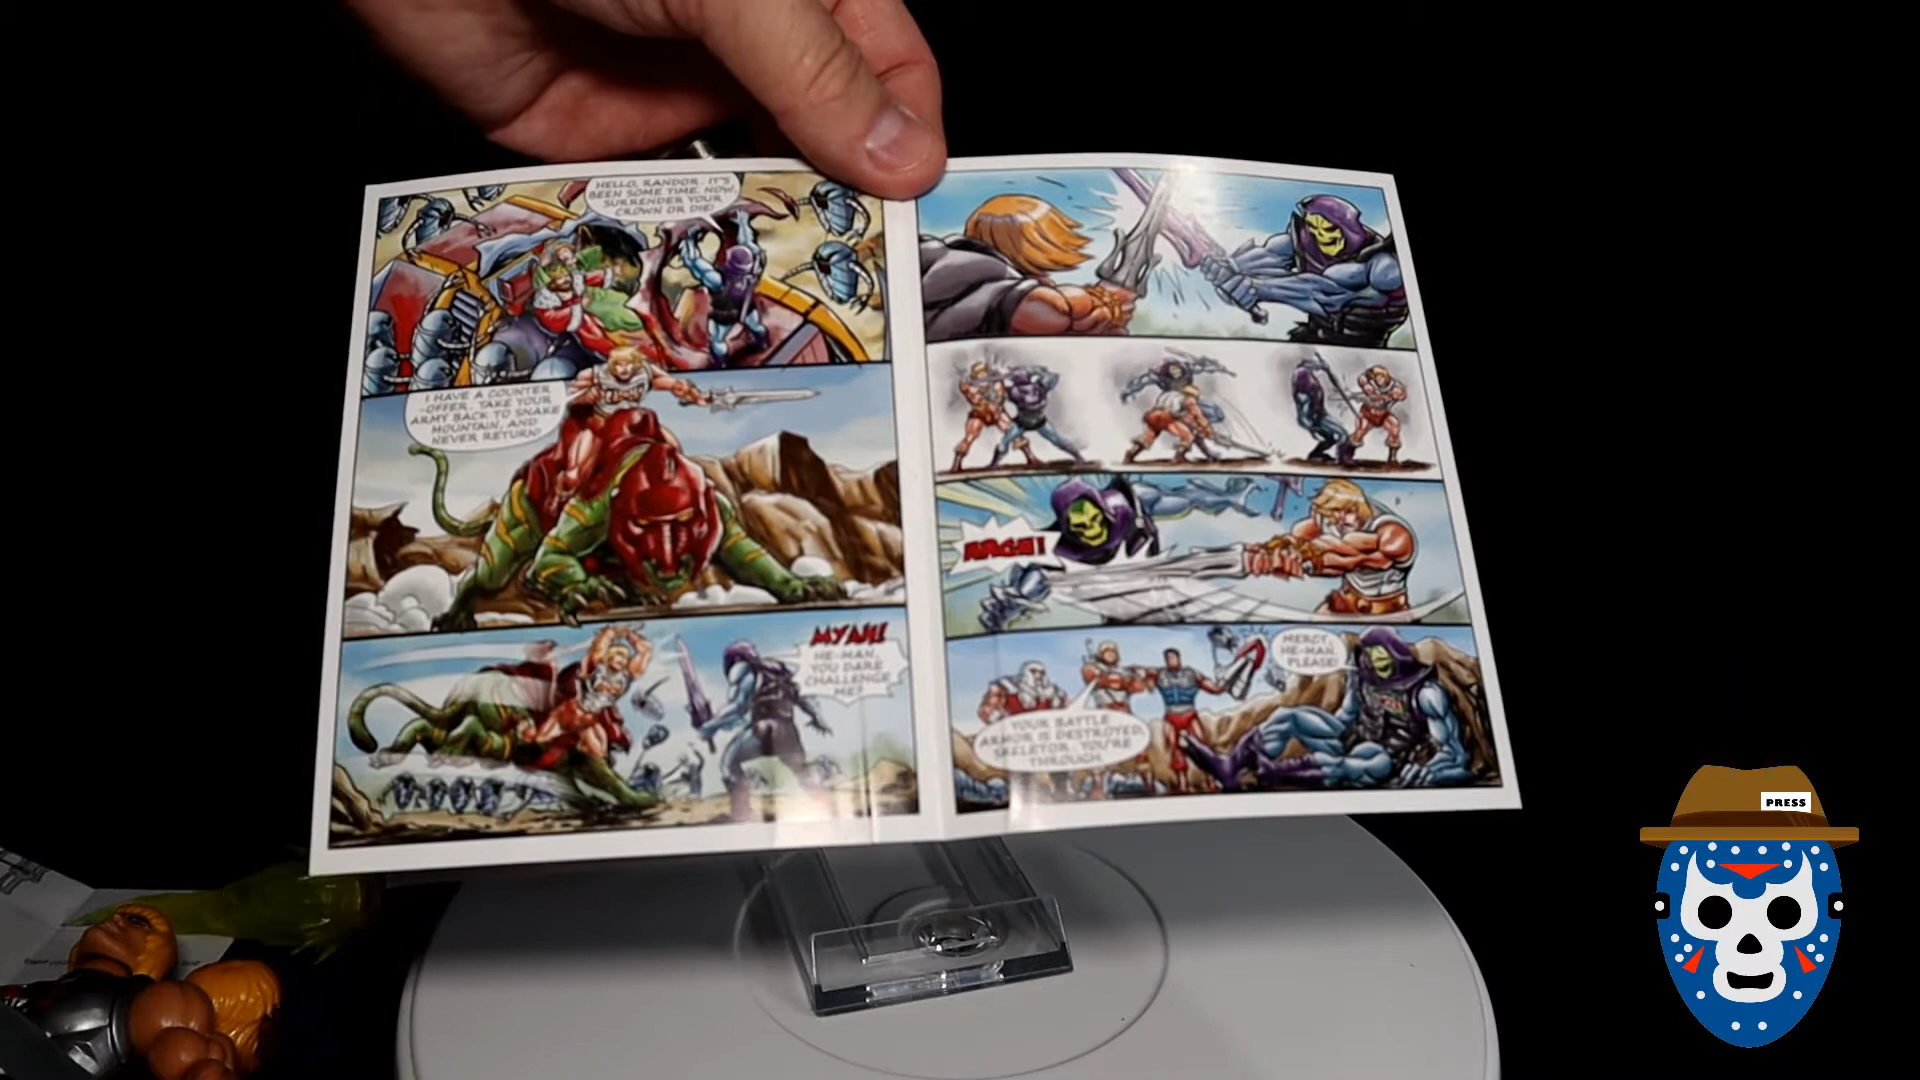 HELLO, RANDOR. IT'S
BEEN SOME TIME. NOW,
SURRENDER YOUR
CROWN OR DIE!
I HAVE A COUNTER
-OFFER. TAKE YOUR
ARMY BACK TO SNAKE
MOUNTAIN, AND
NEVER RETURN!
MYAH!
HE-MAN,
YOU DARE
CHALLENGE
ME?
MERCY,
HE-MAN.
PLEASE!
YOUR BATTLE
ARMOR IS DESTROYED,
SKELETOR. YOU'RE
THROUGH.
PRESS